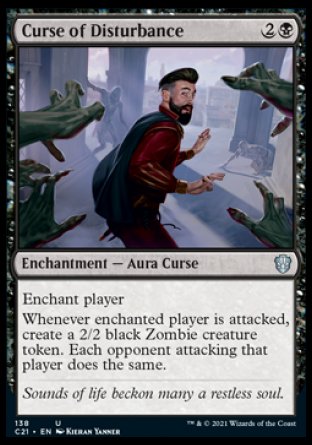 Curse of Disturbance 2
Enchantment — Aura Curse
Enchant player
Whenever enchanted player is attacked,
create a 2/2 black Zombie creature
token. Each opponent attacking that
player does the same.
Sounds of life beckon many a restless soul.
138 U
C21 • EN KIERAN YANNER
™ & © 2021 Wizards of the Coast